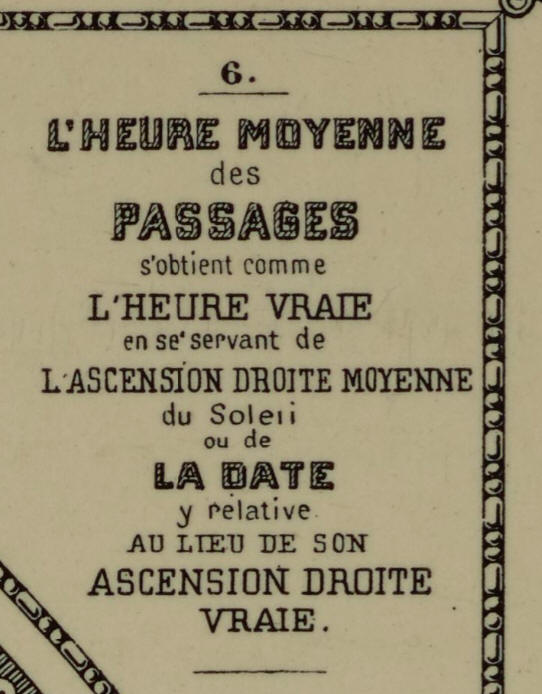 6.
L'HEURE MOYENNE
des
PASSAGES
s'obtient comme
L'HEURE VRAIE
en se servant de
L'ASCENSION DROITE MOYENNE
du Soleil
ou de
LA DATE
y relative
AU LIEU DE SON
ASCENSION DROITE
VRAIE.